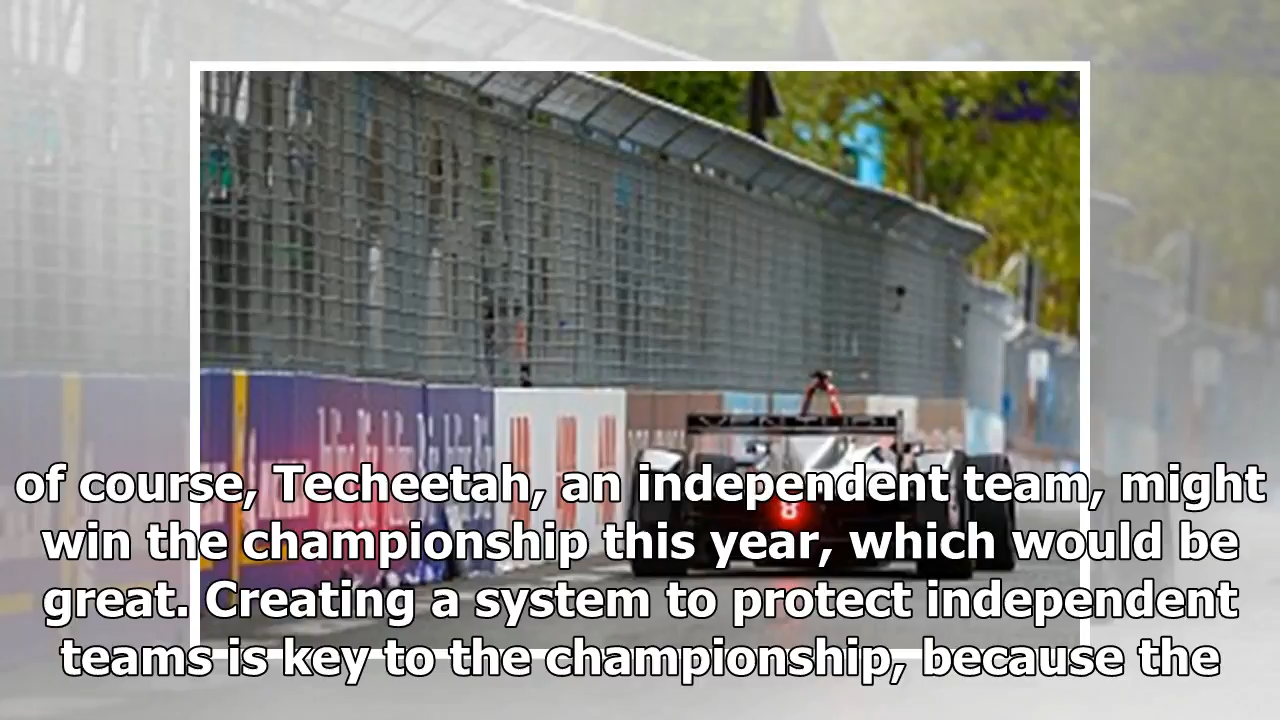 VENTURI
of course, Techeetah, an independent team, might
win the championship this year, which would be
great. Creating a system to protect independent
teams is key to the championship, because the